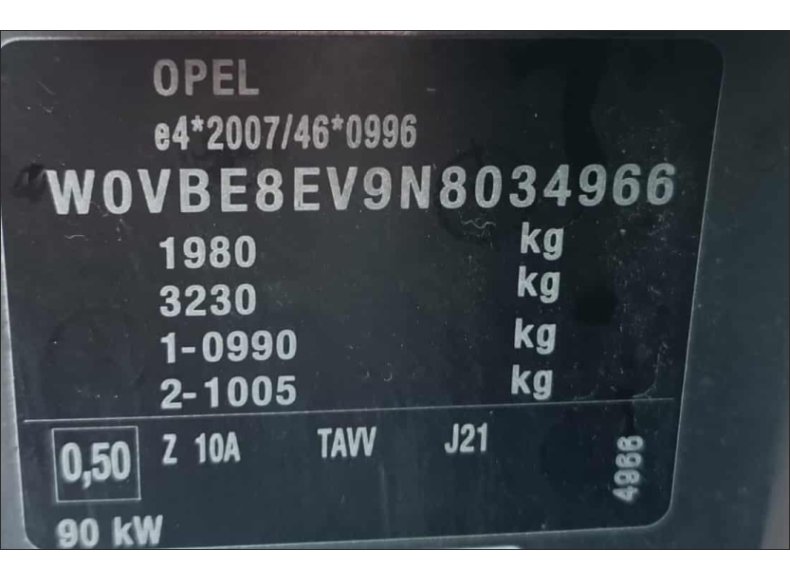 OPEL
e4*2007/46*0996
W0VBE8EV9N8034966
1980 kg
3230 kg
1-0990 kg
2-1005 kg
0,50 Z 10A TAVV J21
4966
90 kW